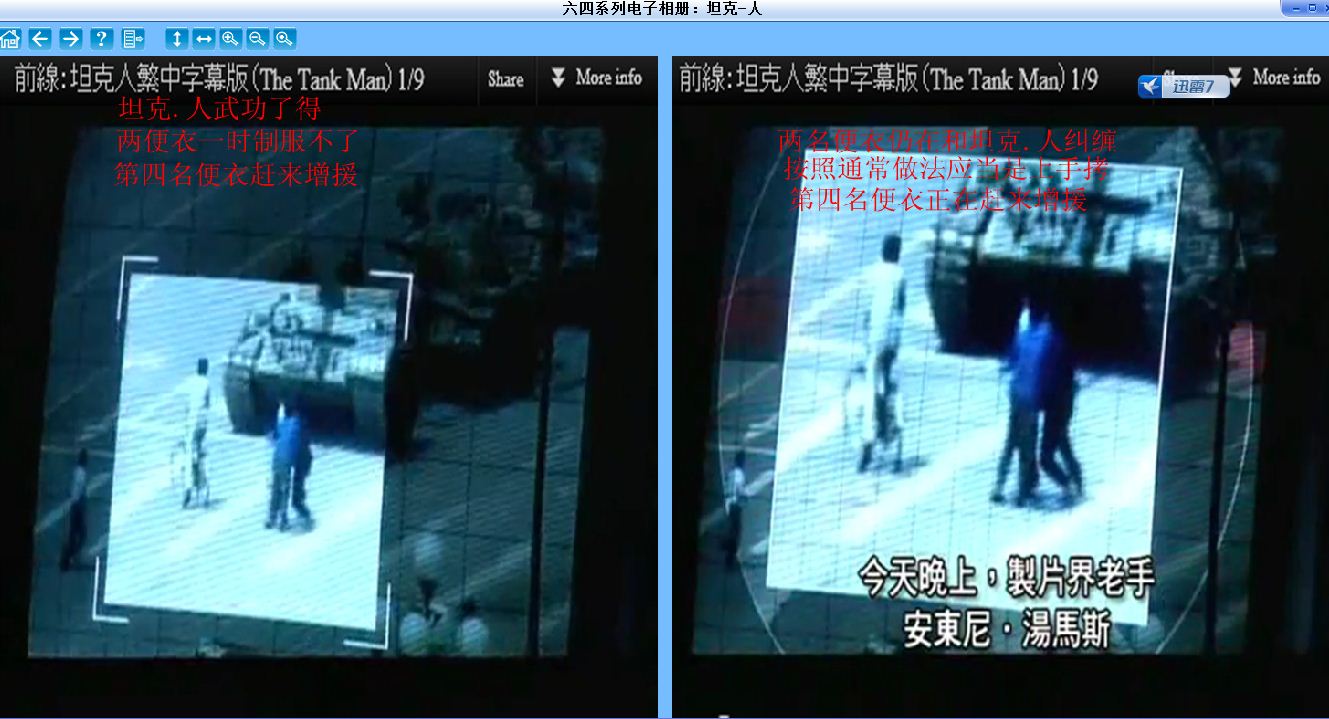 六四系列电子相册：坦克-人
前線:坦克人繁中字幕版(The Tank Man) 1/9
Share
More info
坦克.人武功了得
两便衣一时制服不了
第四名便衣赶来增援
前線:坦克人繁中字幕版(The Tank Man) 1/9
迅雷7
More info
两名便衣仍在和坦克.人纠缠
按照通常做法应当是上手拷
第四名便衣正在赶来增援
今天晚上，製片界老手
安東尼·湯馬斯